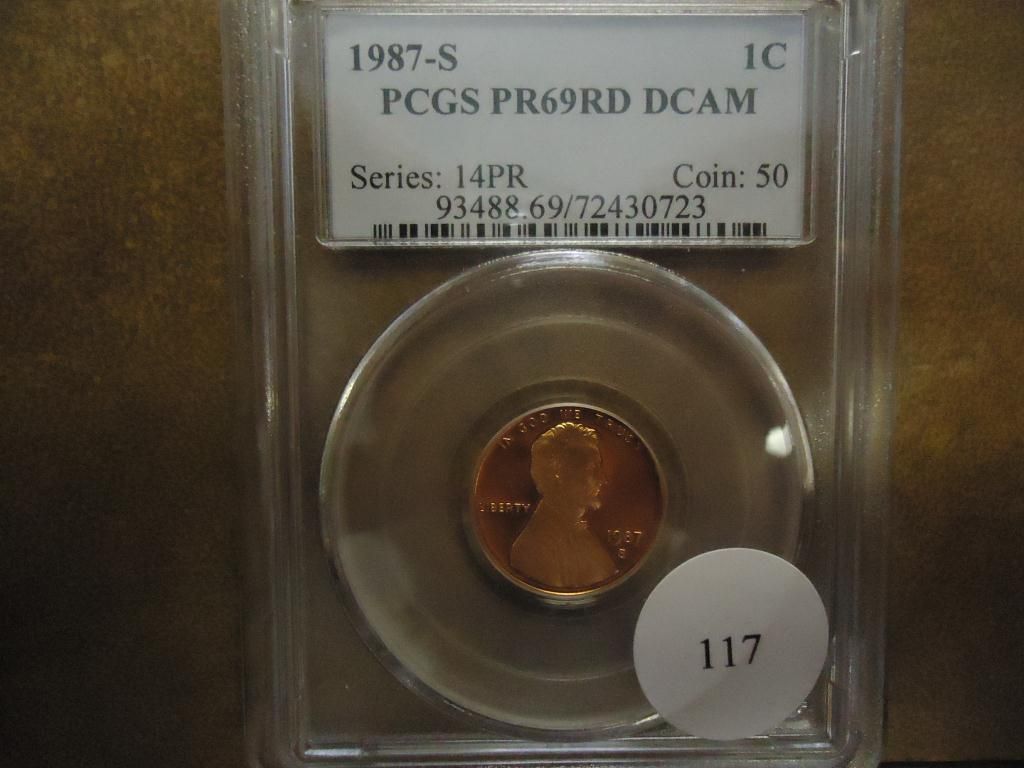 1987-S 1C
PCGS PR69RD DCAM
Series: 14PR Coin: 50
93488.69/72430723
IN GOD WE TRUST
LIBERTY
1987
S
117